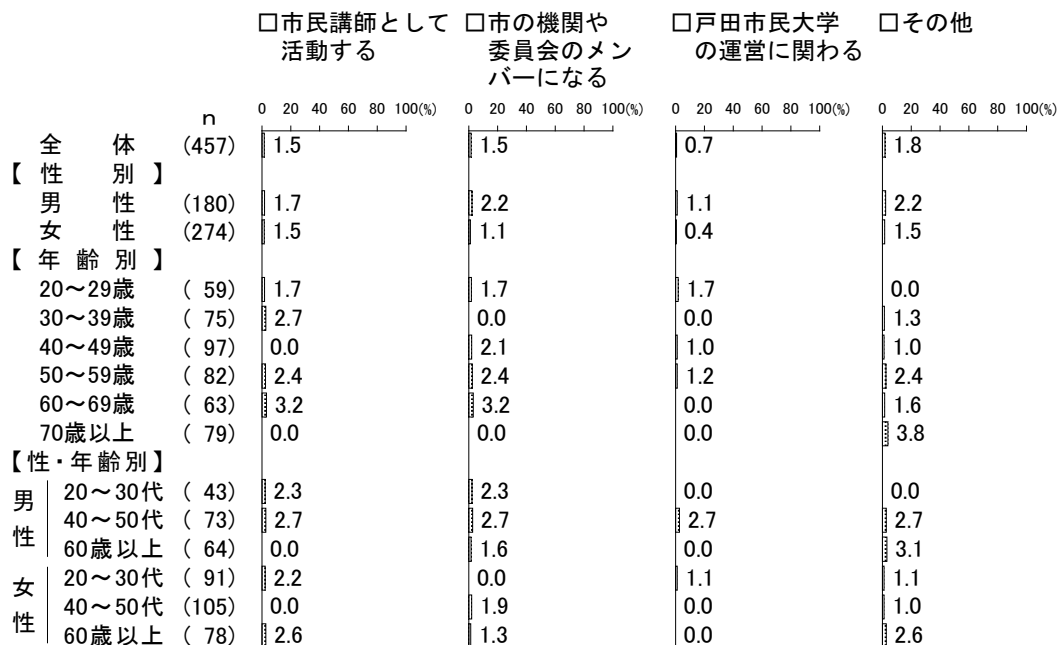 □市民講師として □市の機関や □戸田市民大学 □その他
活動する 委員会のメン の運営に関わる
バーになる
n 0 20 40 60 80 100(%) 0 20 40 60 80 100(%) 0 20 40 60 80 100(%) 0 20 40 60 80 100(%)
全体 (457) 1.5 1.5 0.7 1.8
【性別】
男性 (180) 1.7 2.2 1.1 2.2
女性 (274) 1.5 1.1 0.4 1.5
【年齢別】
20～29歳 ( 59) 1.7 1.7 1.7 0.0
30～39歳 ( 75) 2.7 0.0 0.0 1.3
40～49歳 ( 97) 0.0 2.1 1.0 1.0
50～59歳 ( 82) 2.4 2.4 1.2 2.4
60～69歳 ( 63) 3.2 3.2 0.0 1.6
70歳以上 ( 79) 0.0 0.0 0.0 3.8
【性・年齢別】
男性
20～30代 ( 43) 2.3 2.3 0.0 0.0
40～50代 ( 73) 2.7 2.7 2.7 2.7
60歳以上 ( 64) 0.0 1.6 0.0 3.1
女性
20～30代 ( 91) 2.2 0.0 1.1 1.1
40～50代 (105) 0.0 1.9 0.0 1.0
60歳以上 ( 78) 2.6 1.3 0.0 2.6